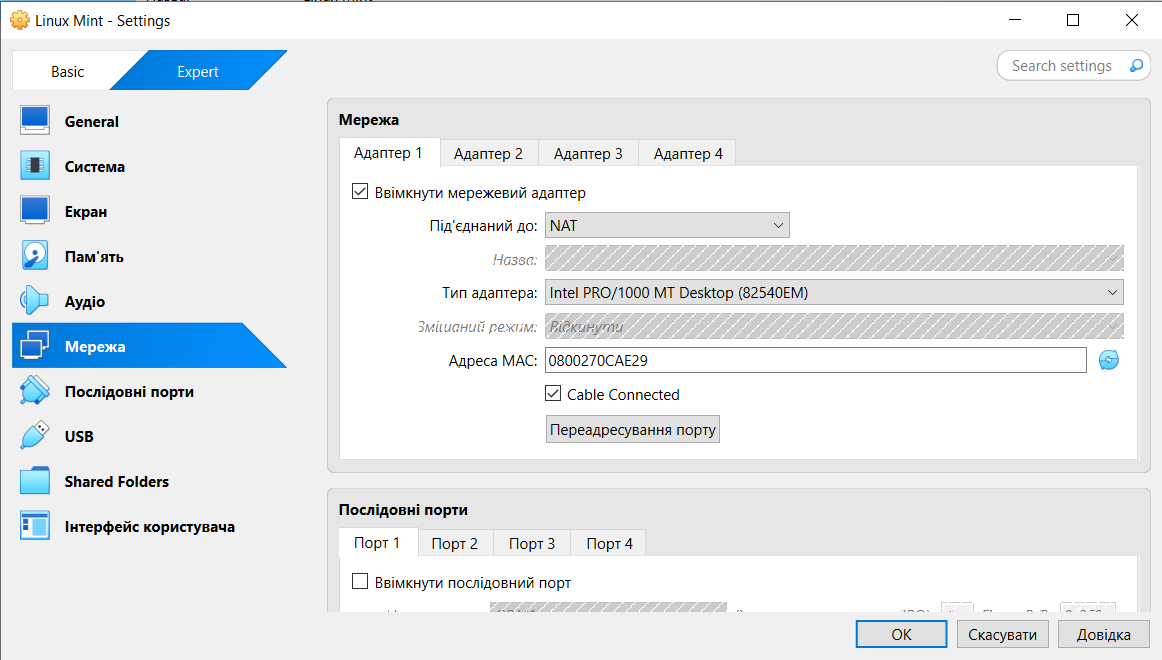 Linux Mint - Settings
Basic
Expert
Search settings
General
Система
Екран
Пам'ять
Аудіо
Мережа
Послідовні порти
USB
Shared Folders
Інтерфейс користувача
Мережа
Адаптер 1
Адаптер 2
Адаптер 3
Адаптер 4
Ввімкнути мережевий адаптер
Під'єднаний до: NAT
Назва:
Тип адаптера: Intel PRO/1000 MT Desktop (82540EM)
Змішаний режим: Відкинути
Адреса MAC: 0800270CAE29
Cable Connected
Переадресування порту
Послідовні порти
Порт 1
Порт 2
Порт 3
Порт 4
Ввімкнути послідовний порт
OK
Скасувати
Довідка